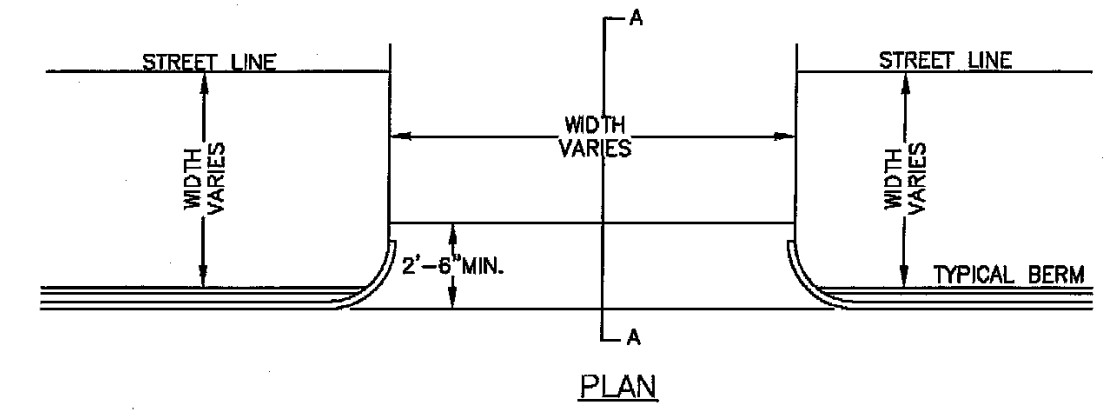 A
STREET LINE
STREET LINE
WIDTH
VARIES
WIDTH
VARIES
WIDTH
VARIES
2'-6"MIN.
TYPICAL BERM
A
PLAN